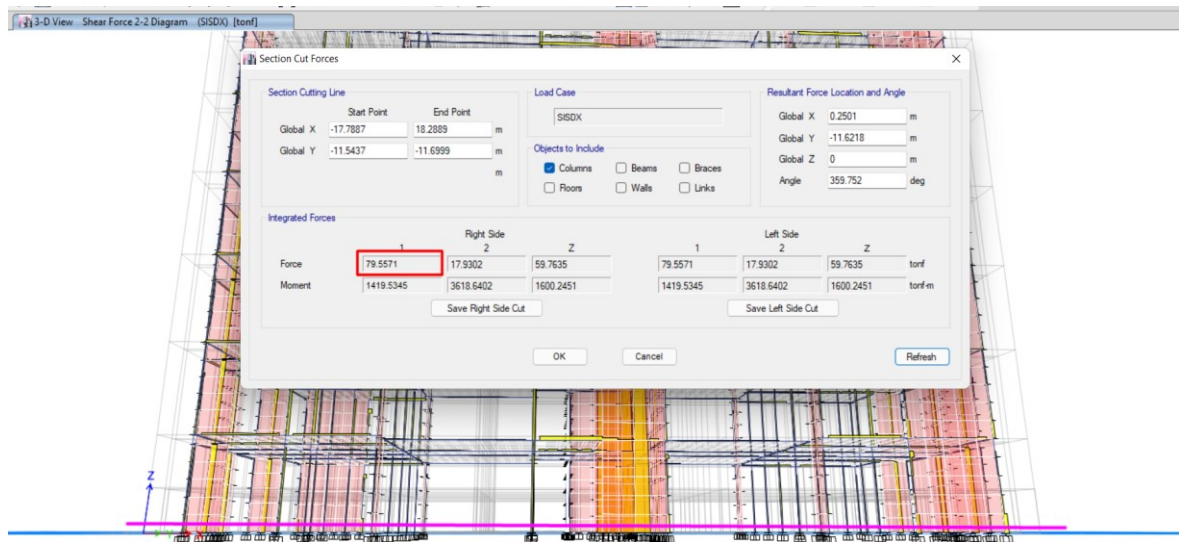 3-D View Shear Force 2-2 Diagram (SISDX) [tonf]
Section Cut Forces
Section Cutting Line
Start Point End Point
Global X -17.7887 18.2889 m
Global Y -11.5437 -11.6999 m
m
Load Case
SISDX
Objects to Include
Columns Beams Braces
Floors Walls Links
Resultant Force Location and Angle
Global X 0.2501 m
Global Y -11.6218 m
Global Z 0 m
Angle 359.752 deg
Integrated Forces
Right Side Left Side
1 2 Z 1 2 Z
Force 79.5571 17.9302 59.7635 79.5571 17.9302 59.7635 tonf
Moment 1419.5345 3618.6402 1600.2451 1419.5345 3618.6402 1600.2451 tonf-m
Save Right Side Cut Save Left Side Cut
OK Cancel Refresh
Z
X